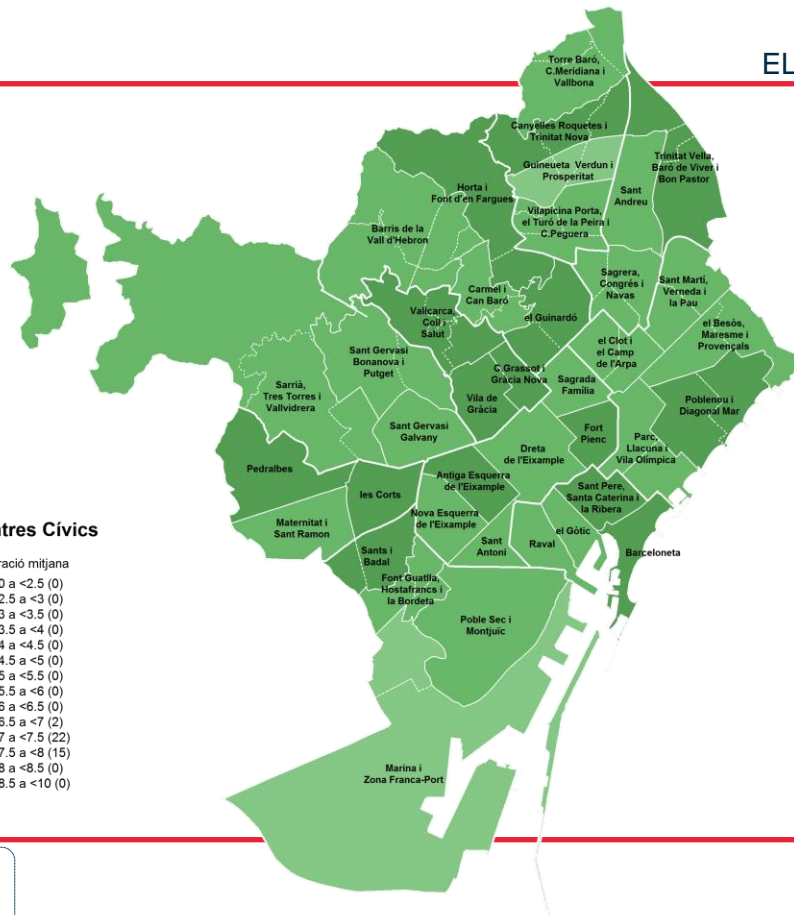 EL
Torre Baró,
C.Meridiana i
Vallbona
Canyelles Roquetes i
Trinitat Nova
Guineueta Verdun i
Prosperitat
Trinitat Vella,
Baró de Viver i
Bon Pastor
Sant
Andreu
Horta i
Font d'en Fargues
Vilapicina Porta,
el Turó de la Peira i
C.Peguera
Barris de la
Vall d'Hebron
Sagrera,
Congrés i
Navas
Sant Martí,
Verneda i
la Pau
Carmel i
Can Baró
Vallcarca,
Coll i
Salut
el Guinardó
el Besòs,
Maresme i
Provençals
el Clot i
el Camp
de l'Arpa
Sant Gervasi
Bonanova i
Putget
C.Grassot i
Gràcia Nova
Sagrada
Família
Sarrià,
Tres Torres i
Vallvidrera
Vila de
Gràcia
Poblenou i
Diagonal Mar
Sant Gervasi
Galvany
Fort
Pienc
Parc,
Llacuna i
Vila Olímpica
Dreta
de l'Eixample
Pedralbes
Antiga Esquerra
de l'Eixample
les Corts
Sant Pere,
Santa Caterina i
la Ribera
Nova Esquerra
de l'Eixample
Maternitat i
Sant Ramon
el Gòtic
Sant
Antoni
Raval
Barceloneta
Sants i
Badal
Font Guatlla,
Hostafrancs i
la Bordeta
Poble Sec i
Montjuïc
Marina i
Zona Franca-Port
ntres Cívics
ració mitjana
0 a <2.5 (0)
2.5 a <3 (0)
3 a <3.5 (0)
3.5 a <4 (0)
4 a <4.5 (0)
4.5 a <5 (0)
5 a <5.5 (0)
5.5 a <6 (0)
6 a <6.5 (0)
6.5 a <7 (2)
7 a <7.5 (22)
7.5 a <8 (15)
8 a <8.5 (0)
8.5 a <10 (0)